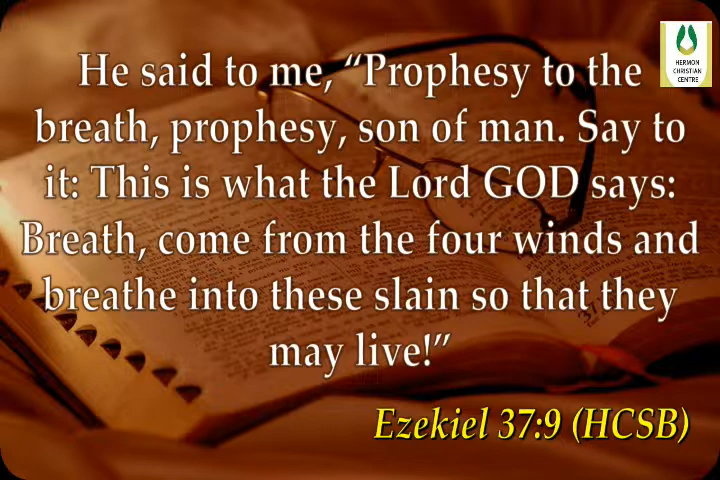 He said to me, “Prophesy to the
breath, prophesy, son of man. Say to
it: This is what the Lord GOD says:
Breath, come from the four winds and
breathe into these slain so that they
may live!”
Ezekiel 37:9 (HCSB)
HERMON
CHRISTIAN
CENTRE